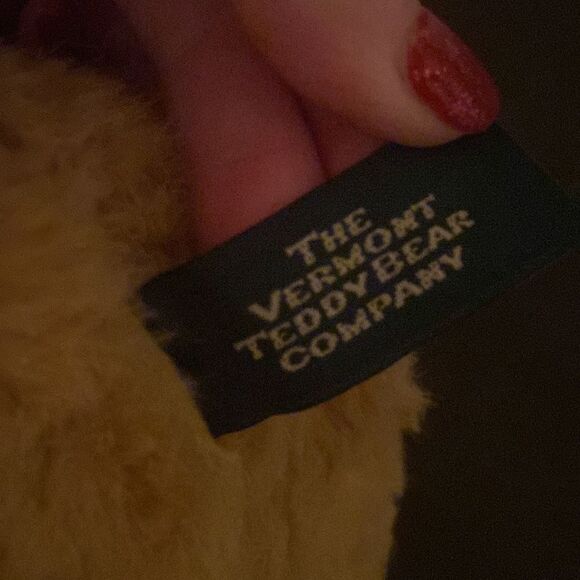 THE
VERMONT
TEDDY BEAR
COMPANY